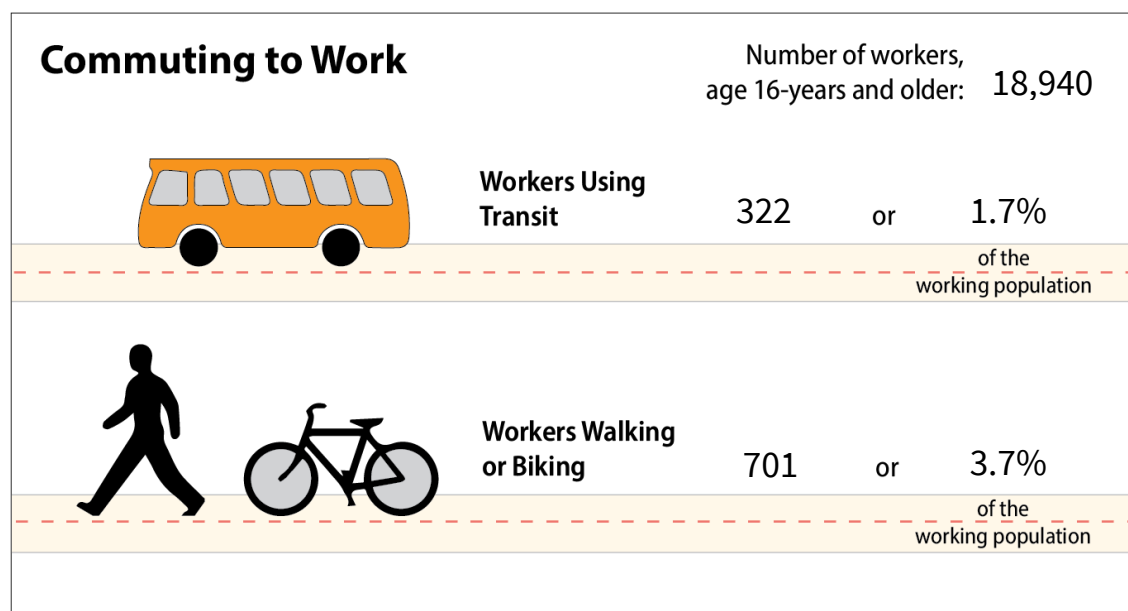 Commuting to Work
Number of workers,
age 16-years and older: 18,940
Workers Using
Transit
322 or 1.7%
of the
working population
Workers Walking
or Biking
701 or 3.7%
of the
working population